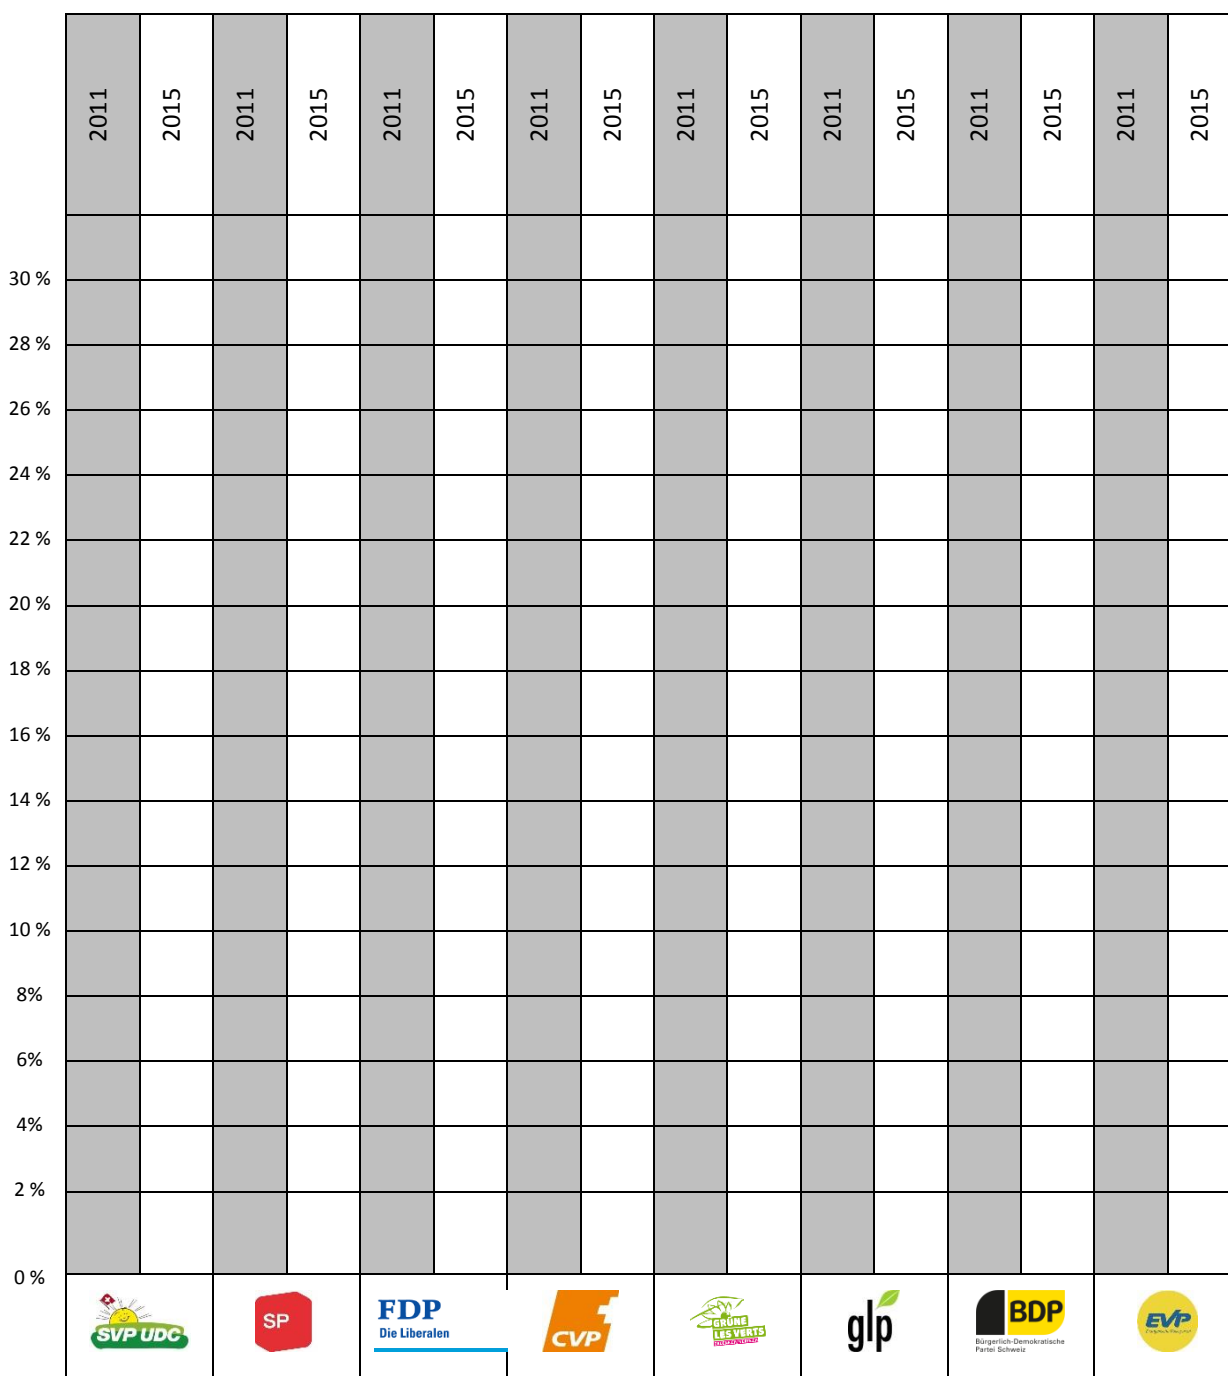 2011 2015 2011 2015 2011 2015 2011 2015 2011 2015 2011 2015 2011 2015 2011 2015
30 %
28 %
26 %
24 %
22 %
20 %
18 %
16 %
14 %
12 %
10 %
8%
6%
4%
2 %
0 %
SVP UDC
SP
FDP
Die Liberalen
CVP
GRÜNE
LES VERTS
glp
BDP
Bürgerlich-Demokratische
Partei Schweiz
EVP